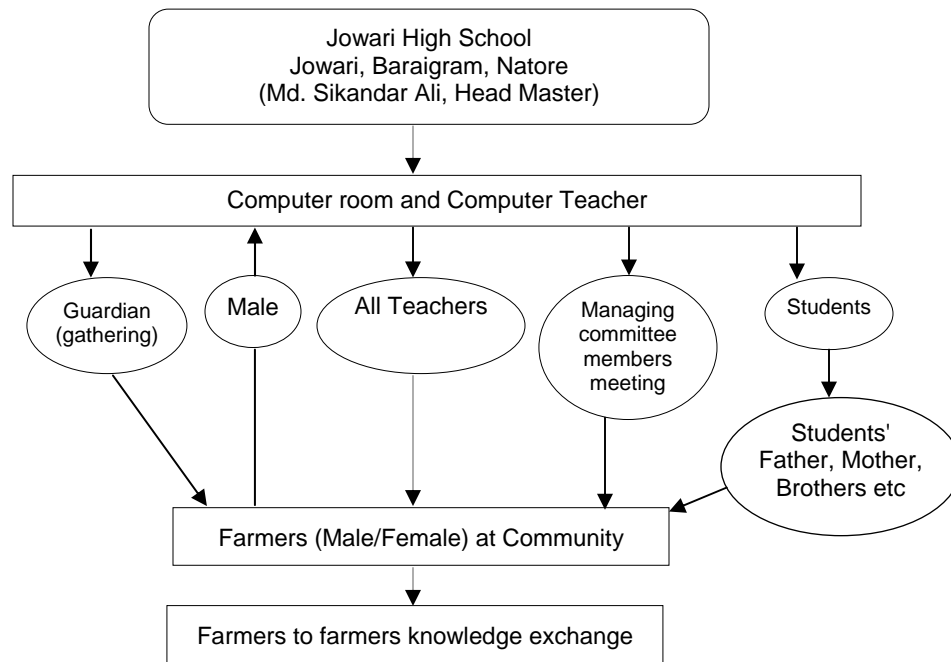 Jowari High School
Jowari, Baraigram, Natore
(Md. Sikandar Ali, Head Master)
Computer room and Computer Teacher
Guardian
(gathering)
Male
All Teachers
Managing
committee
members
meeting
Students
Students'
Father, Mother,
Brothers etc
Farmers (Male/Female) at Community
Farmers to farmers knowledge exchange